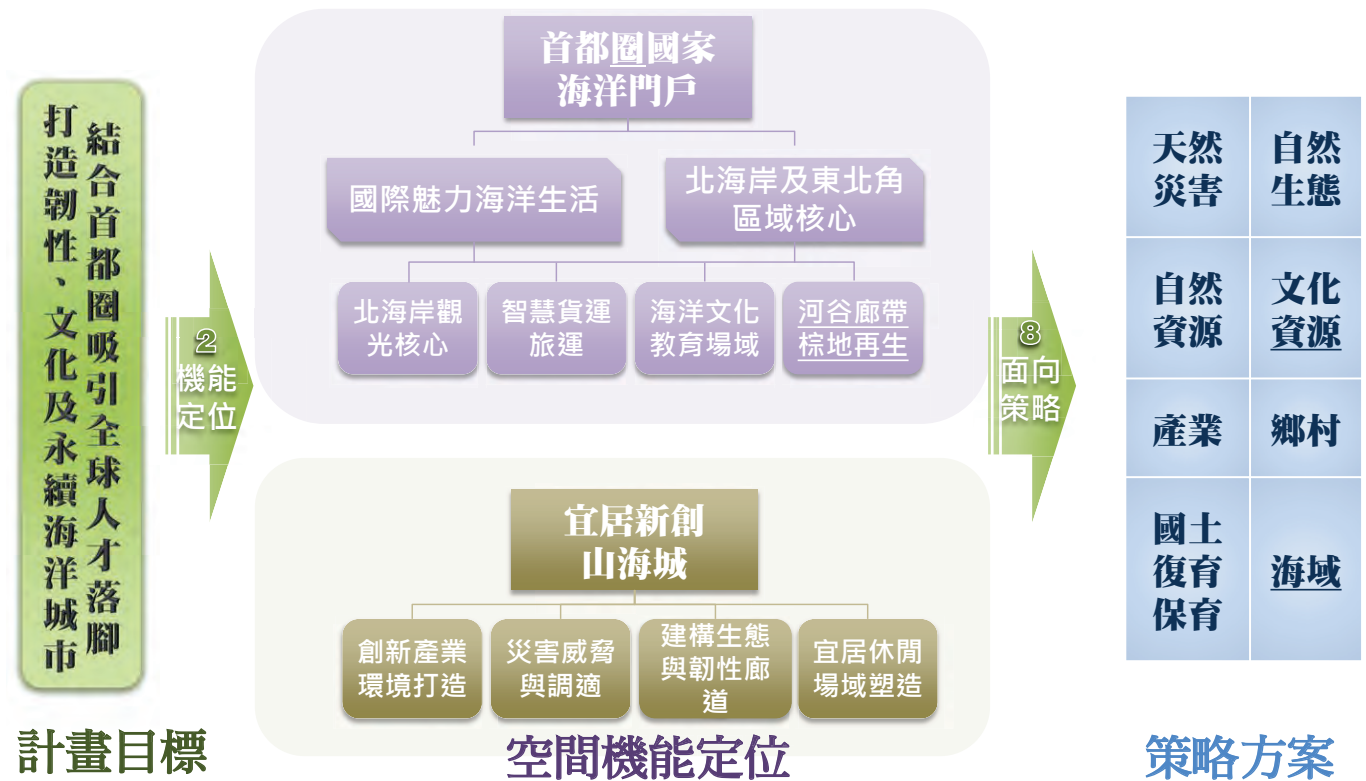 結合首都圈吸引全球人才落腳
打造韌性、文化及永續海洋城市
計畫目標
2
機能
定位
首都圈國家
海洋門戶
國際魅力海洋生活
北海岸及東北角
區域核心
北海岸觀
光核心
智慧貨運
旅運
海洋文化
教育場域
河谷廊帶
棕地再生
宜居新創
山海城
創新產業
環境打造
災害威脅
與調適
建構生態
與韌性廊
道
宜居休閒
場域塑造
空間機能定位
8
面向
策略
天然
災害
自然
生態
自然
資源
文化
資源
產業
鄉村
國土
復育
保育
海域
策略方案